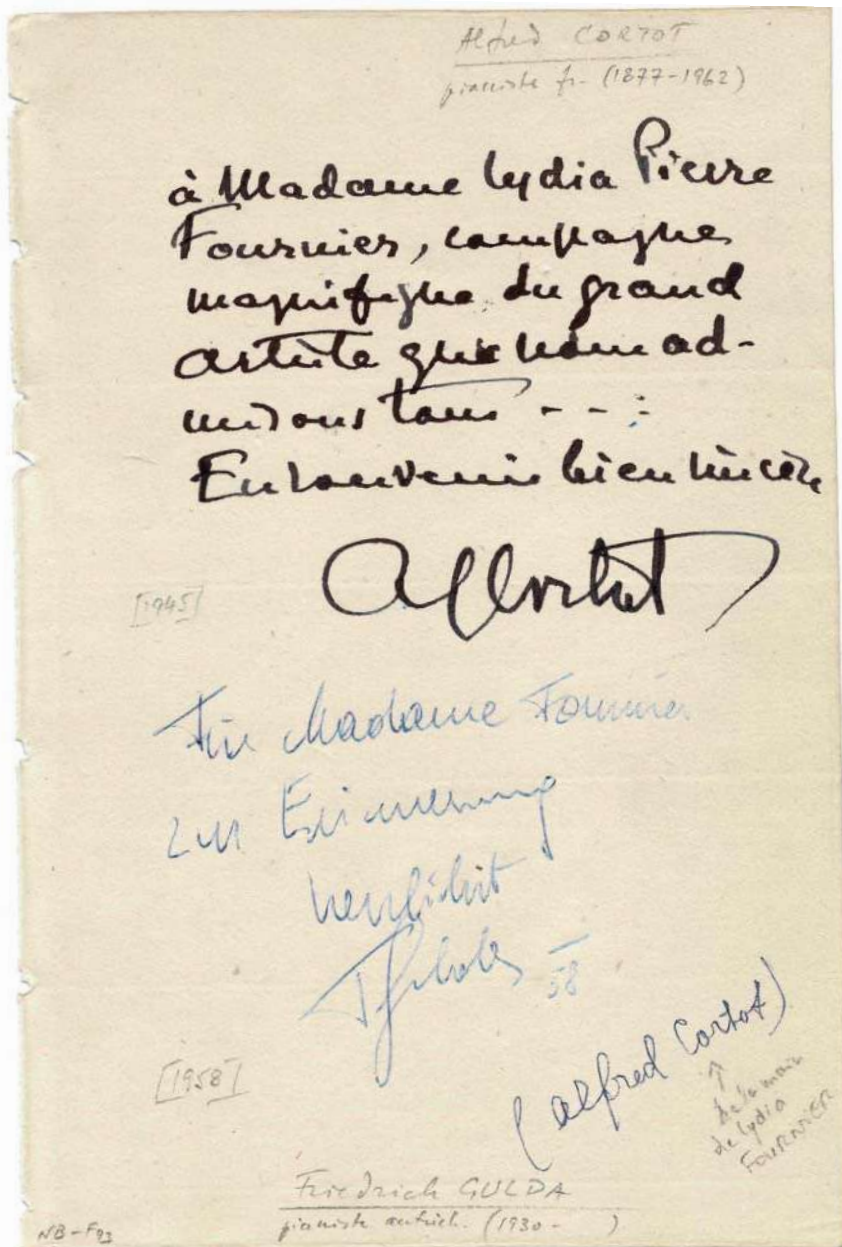 Alfred CORTOT
pianiste fr. (1877-1962)
à Madame Lydia Pierre
Fournier, compagne
magnifique du grand
artiste que nous ad-
mirons tous - - :
En souvenir bien sincère
[1945]
Für Madame Fournier
zur Erinnerung
herzlichst
58
[1958]
(Alfred Cortot)
↑
de la main
de Lydia
FOURNIER
Friedrich GULDA
pianiste autrich. (1930- )
NB-F93